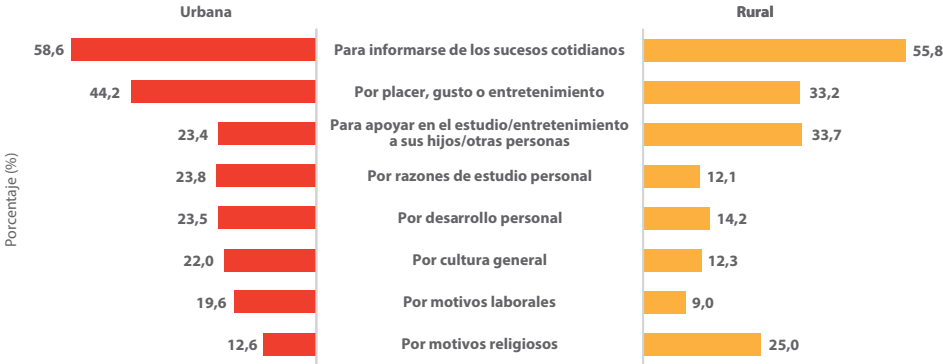 Urbana Rural
58,6 Para informarse de los sucesos cotidianos 55,8
44,2 Por placer, gusto o entretenimiento 33,2
23,4 Para apoyar en el estudio/entretenimiento 33,7
a sus hijos/otras personas
23,8 Por razones de estudio personal 12,1
23,5 Por desarrollo personal 14,2
22,0 Por cultura general 12,3
19,6 Por motivos laborales 9,0
12,6 Por motivos religiosos 25,0
Porcentaje (%)